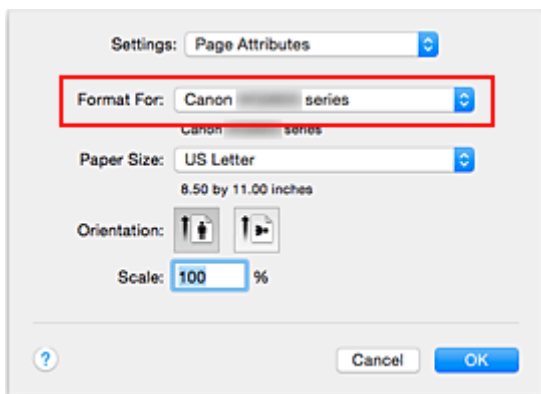 Settings: Page Attributes
Format For: Canon series
Canon series
Paper Size: US Letter
8.50 by 11.00 inches
Orientation:
Scale: 100 %
? Cancel OK